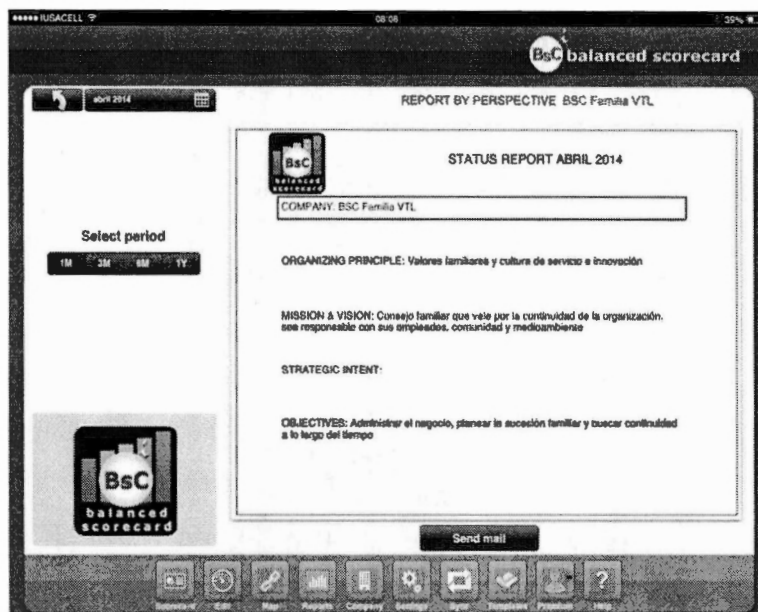 IUSACELL 08:08 39%
BsC balanced scorecard
abril 2014
REPORT BY PERSPECTIVE BSC Familia VTL
BsC
balanced
scorecard
STATUS REPORT ABRIL 2014
COMPANY: BSC Familia VTL
Select period
1M 3M 6M 1Y
ORGANIZING PRINCIPLE: Valores familiares y cultura de servicio e innovación
MISSION & VISION: Consejo familiar que vele por la continuidad de la organización,
sea responsable con sus empleados, comunidad y medioambiente
STRATEGIC INTENT:
OBJECTIVES: Administrar el negocio, planear la sucesión familiar y buscar continuidad
a lo largo del tiempo
BsC
balanced
scorecard
Send mail
Edit Map Reports Company Settings Sync Templates Help